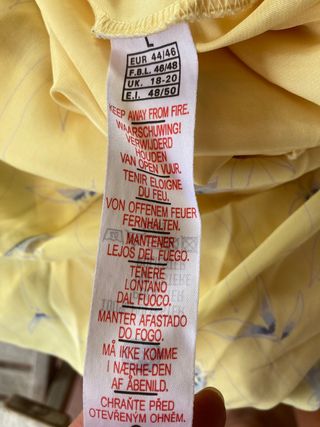 L
EUR 44/46
F.B.L. 46/48
UK. 18-20
E.I. 48/50
KEEP AWAY FROM FIRE.
WAARSCHUWING!
VERWIJDERD
HOUDEN
VAN OPEN VUUR.
TENIR ELOIGNE
DU FEU.
VON OFFENEM FEUER
FERNHALTEN.
MANTENER
LEJOS DEL FUEGO.
TENERE
LONTANO
DAL FUOCO.
MANTER AFASTADO
DO FOGO.
MÅ IKKE KOMME
I NÆRHE-DEN
AF ÅBENILD.
CHRAŇTE PŘED
OTEVŘENÝM OHNĚM.